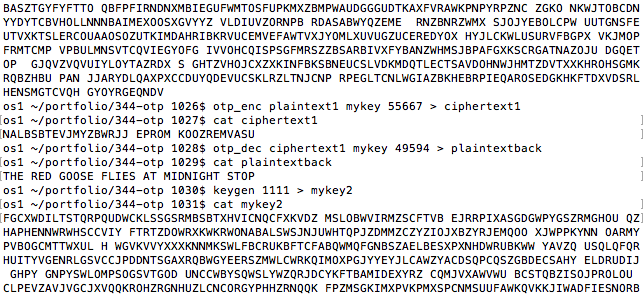 BASZTGYFYFTTO QBFPFIRNDNXMBIEGUFWMTOSFUPKMXZBMPWAUDGGGUDTKAXFVRAWKPNPYRPZNC ZGKO NKWJTOBCDN
YYDYTCBVHOLLNNNBAIMEXOOSXGVYYZ VLDIUVZORNPB RDASABWYQZEME  RNZBNRZWMX SJOJYEBOLCPW UUTGNSFE
UTVXKTSLERCOUAAOSOZUTKIMDAHRIBKRVUCEMVEFAWTVXJYOMLXUVUGZUCEREDYOX HYJLCKWLUSURVFBGPX VKJMOP
FRMTCMP VPBULMNSVTCQVIEGYOFG IVVOHCQISPSGFMRSZZBSARBIVXFYBANZWHMSJBPAFGXKSCRGATNAZOJU DGQET
OP  GJQVZVQVUIYLOYTAZRDX S GHTZVHOJCXZXKINFBKSBNEUCSLVDKMDQTLECTSAVDOHNWJHMTZDVTXXKHROHSGMK
RQBZHBU PAN JJARYDLQAXPXCCDUYQDEVUCSKLRZLTNJCNP RPEGLTCNLWGIAZBKHEBRPIEQAROSEDGKHKFTDXVDSRL
HENSMGTCVQH GYOYRGEQNDV
os1 ~/portfolio/344-otp 1026$ otp_enc plaintext1 mykey 55667 > ciphertext1
os1 ~/portfolio/344-otp 1027$ cat ciphertext1
NALBSBTEVJMYZBWRJJ EPROM KOOZREMVASU
os1 ~/portfolio/344-otp 1028$ otp_dec ciphertext1 mykey 49594 > plaintextback
os1 ~/portfolio/344-otp 1029$ cat plaintextback
THE RED GOOSE FLIES AT MIDNIGHT STOP
os1 ~/portfolio/344-otp 1030$ keygen 1111 > mykey2
os1 ~/portfolio/344-otp 1031$ cat mykey2
FGCXWDILTSTQRPQUDWCKLSSGSRMBSBTXHVICNQCFXKVDZ MSLOBWVIRMZSCFTVB EJRRPIXASGDGWPYGSZRMGHOU QZ
HAPHENNWRWHSCCVIY FTRTZDOWRXKWKRWONABALSWSJNJUWHTQPJZDMMZCZYZIOJXBZYRJEMQOO XJWPPKYNN OARMY
PVBOGCMTTWXUL H WGVKVVYXXXKNNMKSWLFBCRUKBFTCFABQWMQFGNBSZAELBESXPXNHDWRUBKWW YAVZQ USQLQFQR
HUITYVGENRLGSVCCJPDDNTSGAXRQBWGYEERSZMWLCWRKQIMOXPGJYYEYJLCAWZYACDSQPCQSZGBDECSAHY ELDRUDIJ
 GHPY GNPYSWLOMPSOGSVTGOD UNCCWBYSQWSLYWZQRJDCYKFTBAMIDEXYRZ CQMJVXAWVWU BCSTQBZISOJPROLOU
CLPEVZAVJVGCJXVQQKROHZRGNHUZLCNCORGYPHHZRNQQK FPZMSGKIMXPVPKMXSPCNMSUUFAWKQVKKJIWADFIESNORB